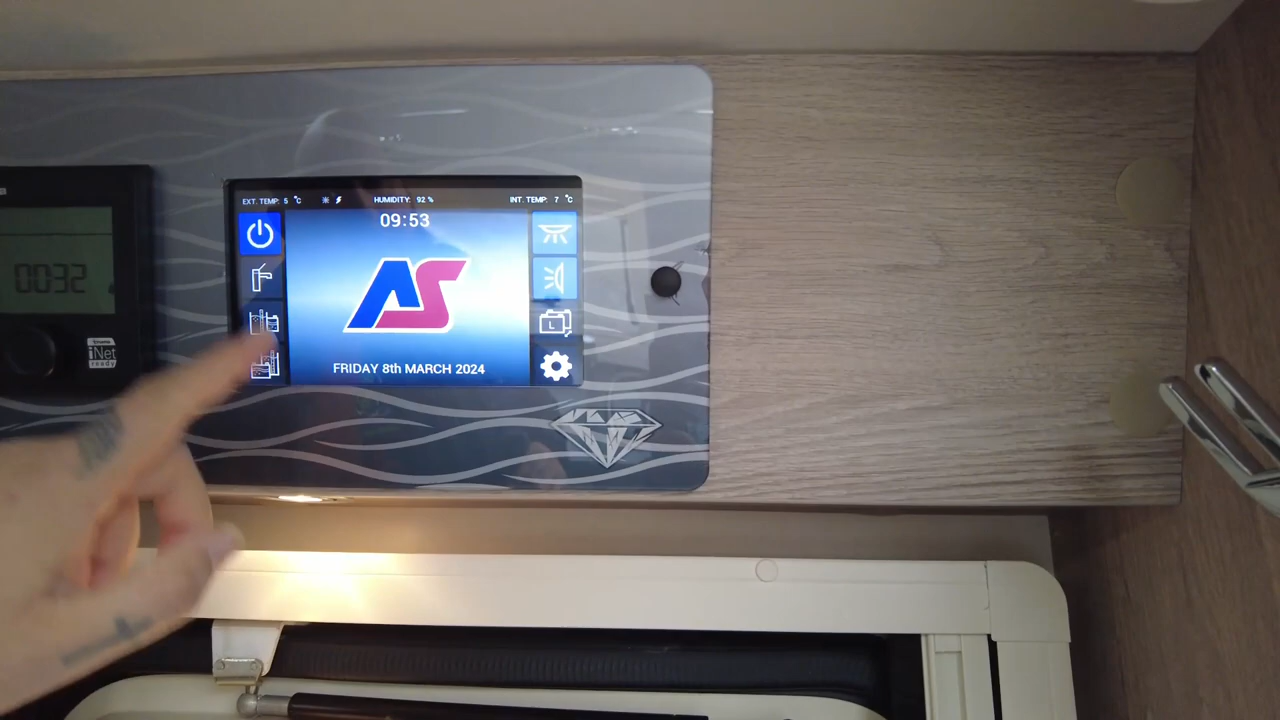 EXT. TEMP: 5 °C
HUMIDITY: 92 %
INT. TEMP: 7 °C
09:53
AS
FRIDAY 8th MARCH 2024
L
0032
iNet
ready